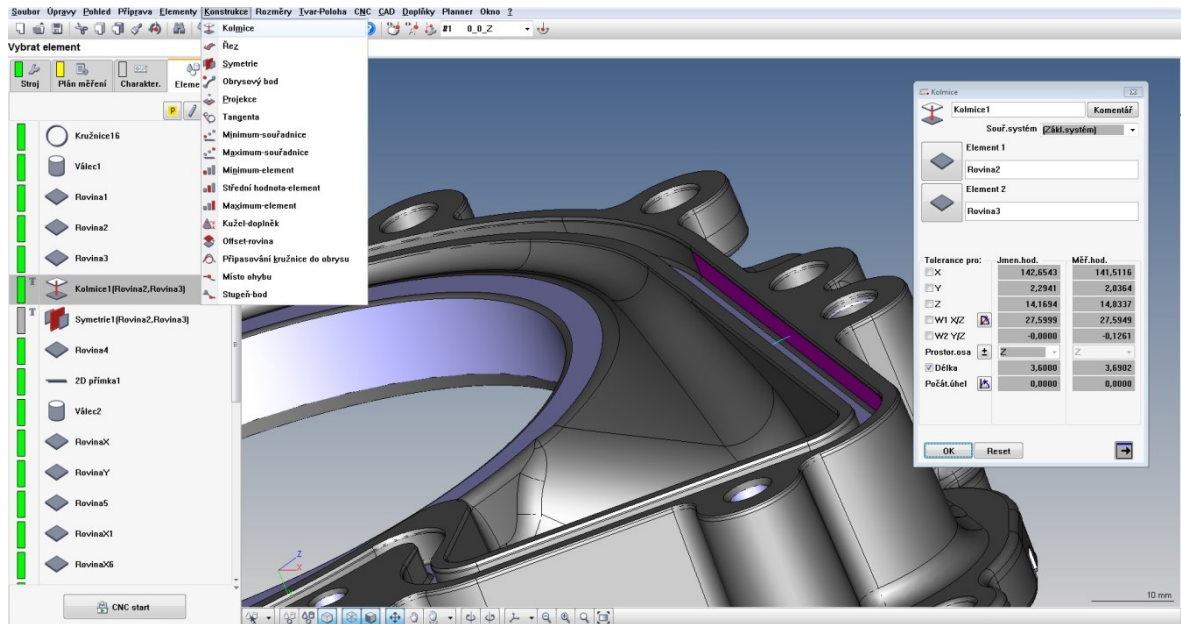 Soubor Úpravy Pohled Příprava Elementy Konstrukce Rozměry Tvar-Poloha CNC CAD Doplňky Planner Okno ?
#1 0_0_Z
Vybrat element
Stroj Plán měření Charakter. Eleme
Kružnice16
Válec1
Rovina1
Rovina2
Rovina3
T Kolmice1(Rovina2,Rovina3)
T Symetrie1(Rovina2,Rovina3)
Rovina4
2D přímka1
Válec2
RovinaX
RovinaY
Rovina5
RovinaX1
RovinaX6
CNC start
Kolmice
Řez
Symetrie
Obrysový bod
Projekce
Tangenta
Minimum-souřadnice
Maximum-souřadnice
Minimum-element
Střední hodnota-element
Maximum-element
Kužel-doplněk
Offset-rovina
Připasování kružnice do obrysu
Místo ohybu
Stugeň-bod
Kolmice
Kolmice1 Komentář
Souř.systém (Zákl.systém)
Element 1
Rovina2
Element 2
Rovina3
Tolerance pro: Jmen.hod. Měř.hod.
X 142,6543 141,5116
Y 2,2941 2,0364
Z 14,1694 14,8337
W1 X/Z 27,5999 27,5949
W2 Y/Z -0,0000 -0,1261
Prostor.osa ± Z Z
Délka 3,6000 3,6902
Počát.úhel 0,0000 0,0000
OK Reset
Z
X
10 mm